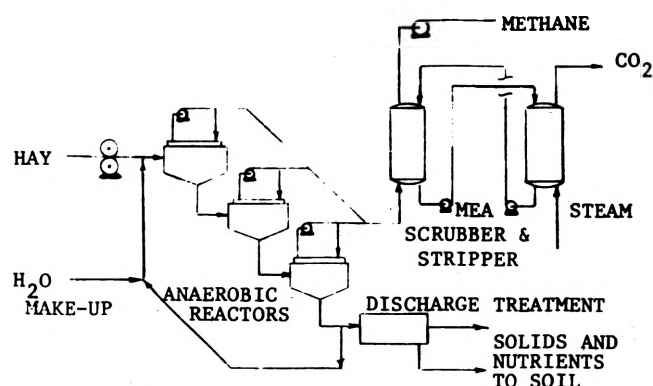 METHANE
CO2
HAY
MEA
SCRUBBER &
STRIPPER
STEAM
H2O
MAKE-UP
ANAEROBIC
REACTORS
DISCHARGE TREATMENT
SOLIDS AND
NUTRIENTS
TO SOIL